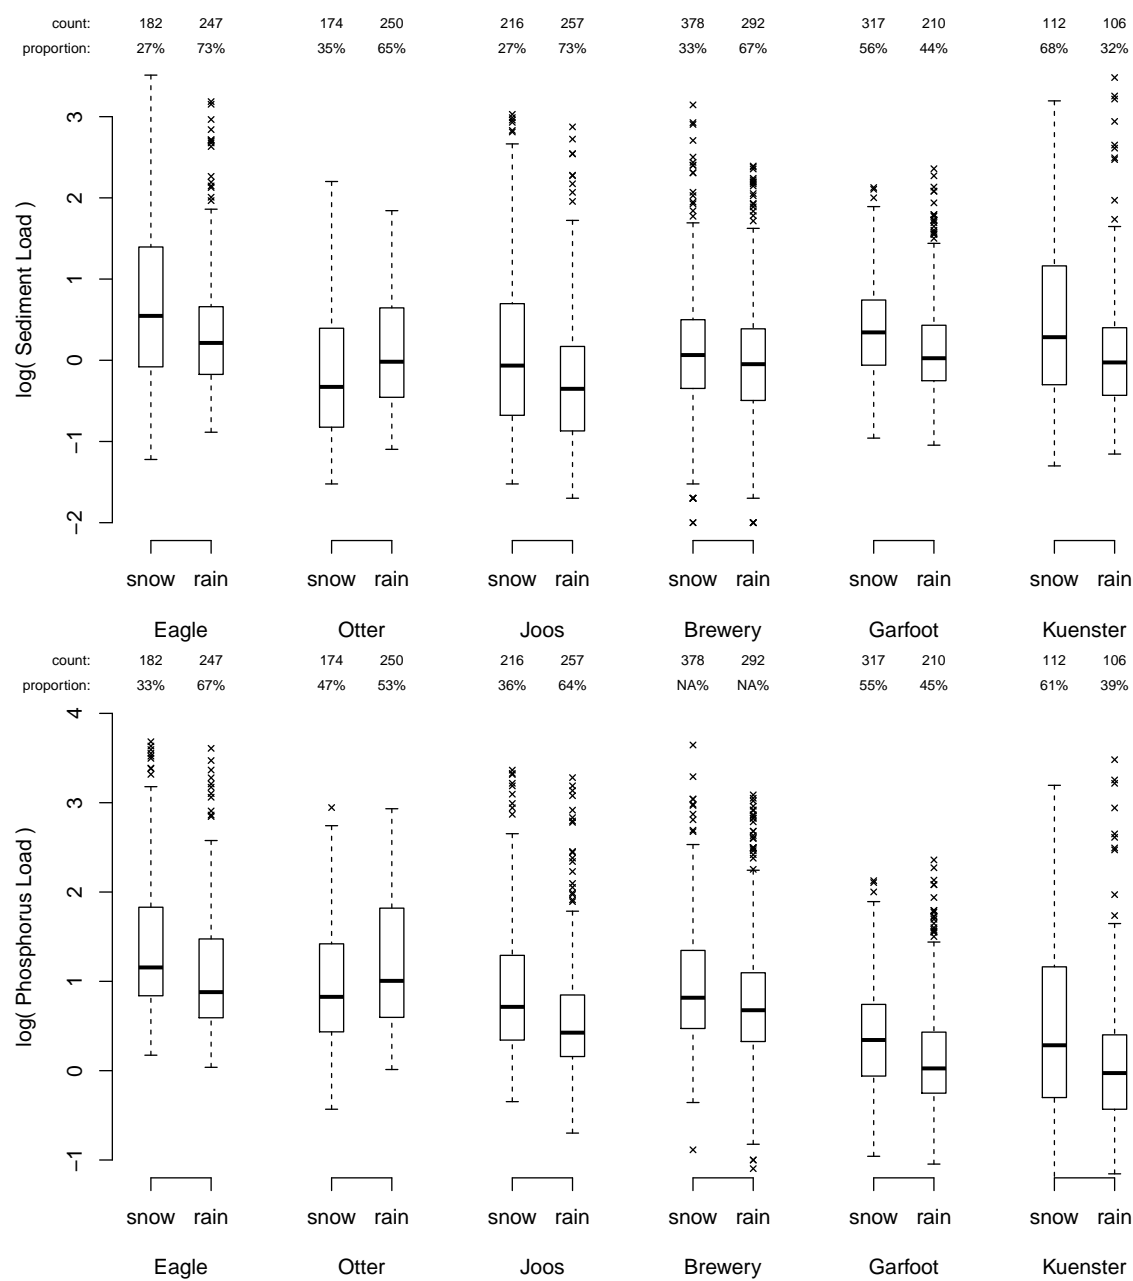 count: 182 247 174 250 216 257 378 292 317 210 112 106
proportion: 27% 73% 35% 65% 27% 73% 33% 67% 56% 44% 68% 32%
3
2
1
0
−1
−2
log( Sediment Load )
snow rain snow rain snow rain snow rain snow rain snow rain
Eagle Otter Joos Brewery Garfoot Kuenster
count: 182 247 174 250 216 257 378 292 317 210 112 106
proportion: 33% 67% 47% 53% 36% 64% NA% NA% 55% 45% 61% 39%
4
3
2
1
0
−1
log( Phosphorus Load )
snow rain snow rain snow rain snow rain snow rain snow rain
Eagle Otter Joos Brewery Garfoot Kuenster